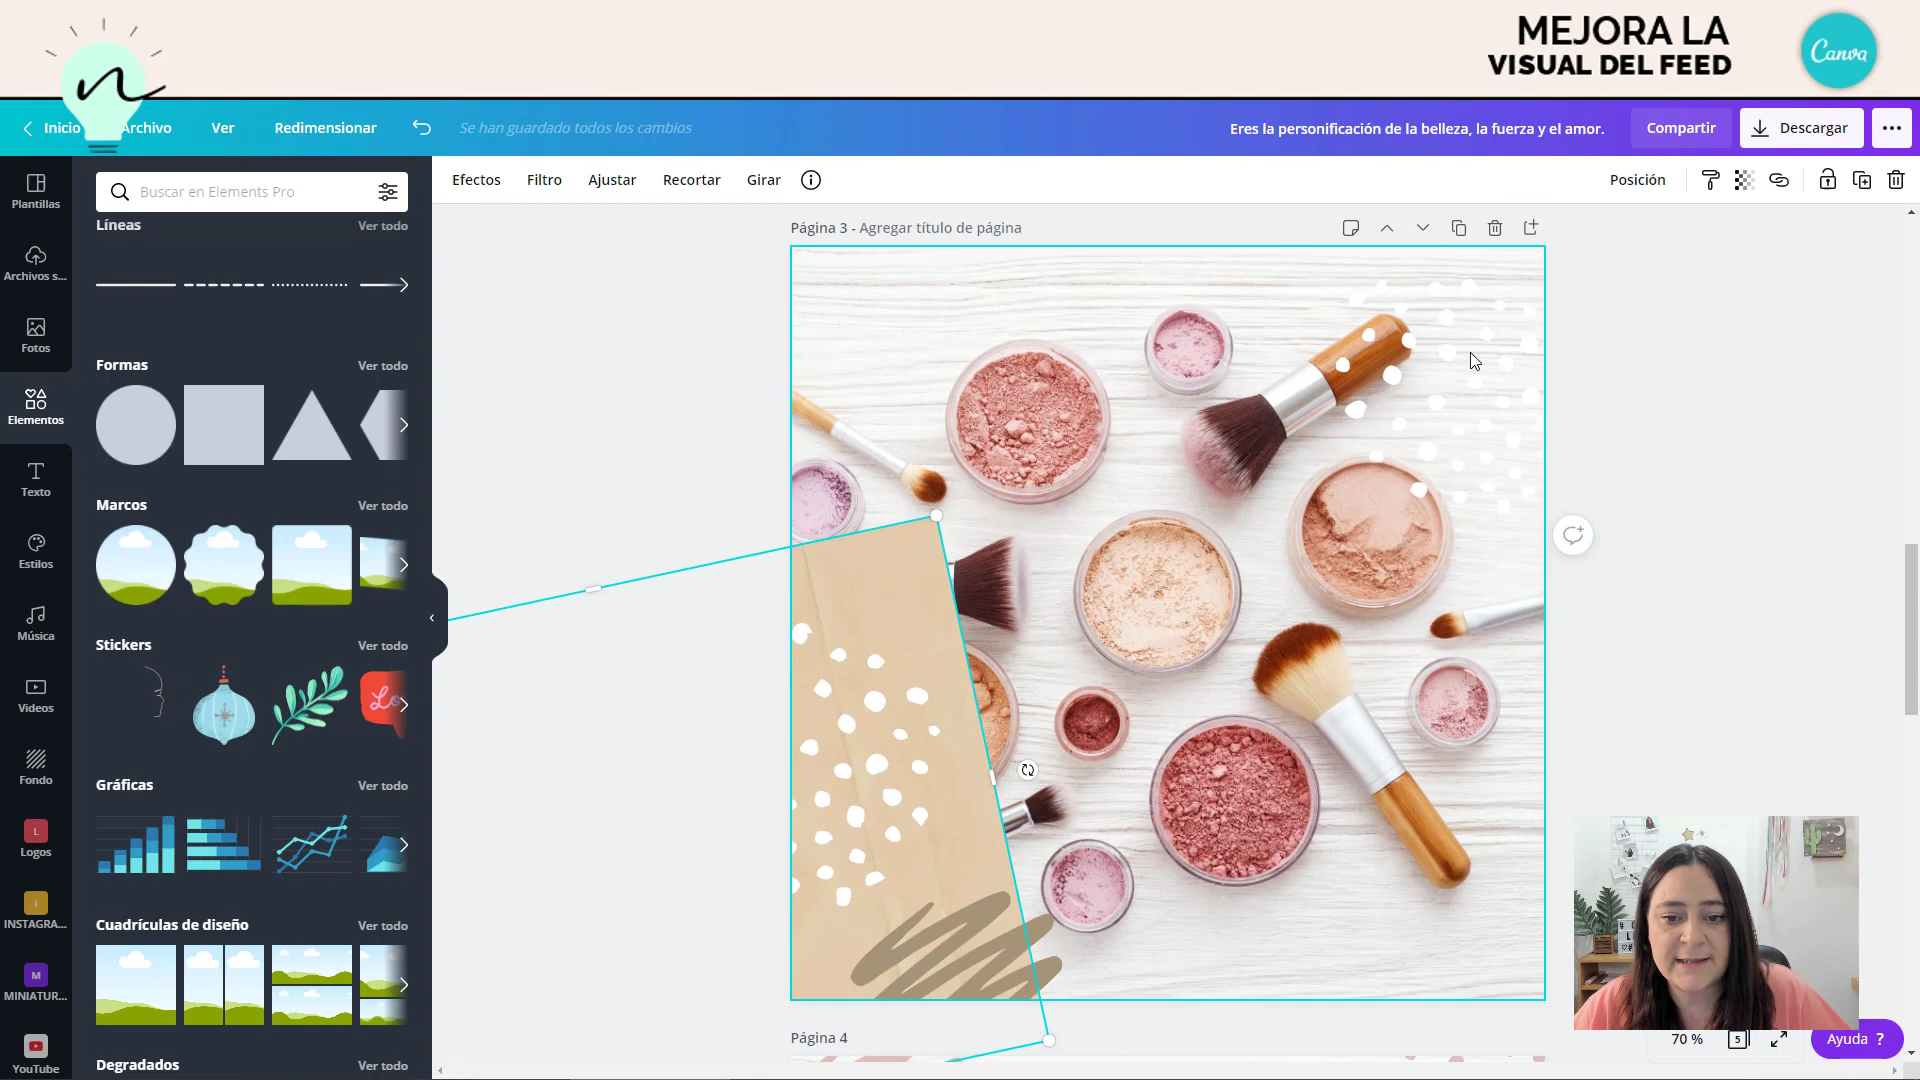 MEJORA LA
VISUAL DEL FEED
Canva
n
Inicio
Archivo
Ver
Redimensionar
Se han guardado todos los cambios
Eres la personificación de la belleza, la fuerza y el amor.
Compartir
Descargar
Plantillas
Archivos s...
Fotos
Elementos
Texto
Estilos
Música
Videos
Fondo
L
Logos
I
INSTAGRA...
M
MINIATUR...
YouTube
Buscar en Elements Pro
Líneas
Ver todo
Formas
Ver todo
Marcos
Ver todo
Stickers
Ver todo
Lo
Gráficas
Ver todo
Cuadrículas de diseño
Ver todo
Degradados
Ver todo
Efectos
Filtro
Ajustar
Recortar
Girar
Posición
Página 3 - Agregar título de página
Página 4
70 %
5
Ayuda ?